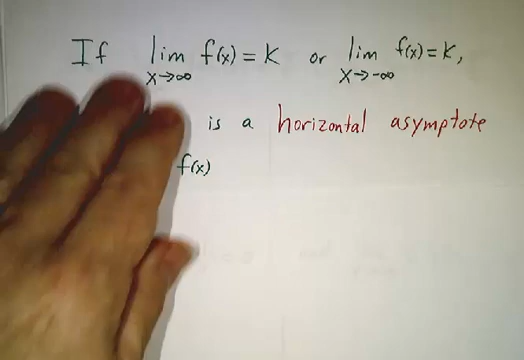 If lim x→∞ f(x) = k or lim x→-∞ f(x) = k,
is a horizontal asymptote
f(x)